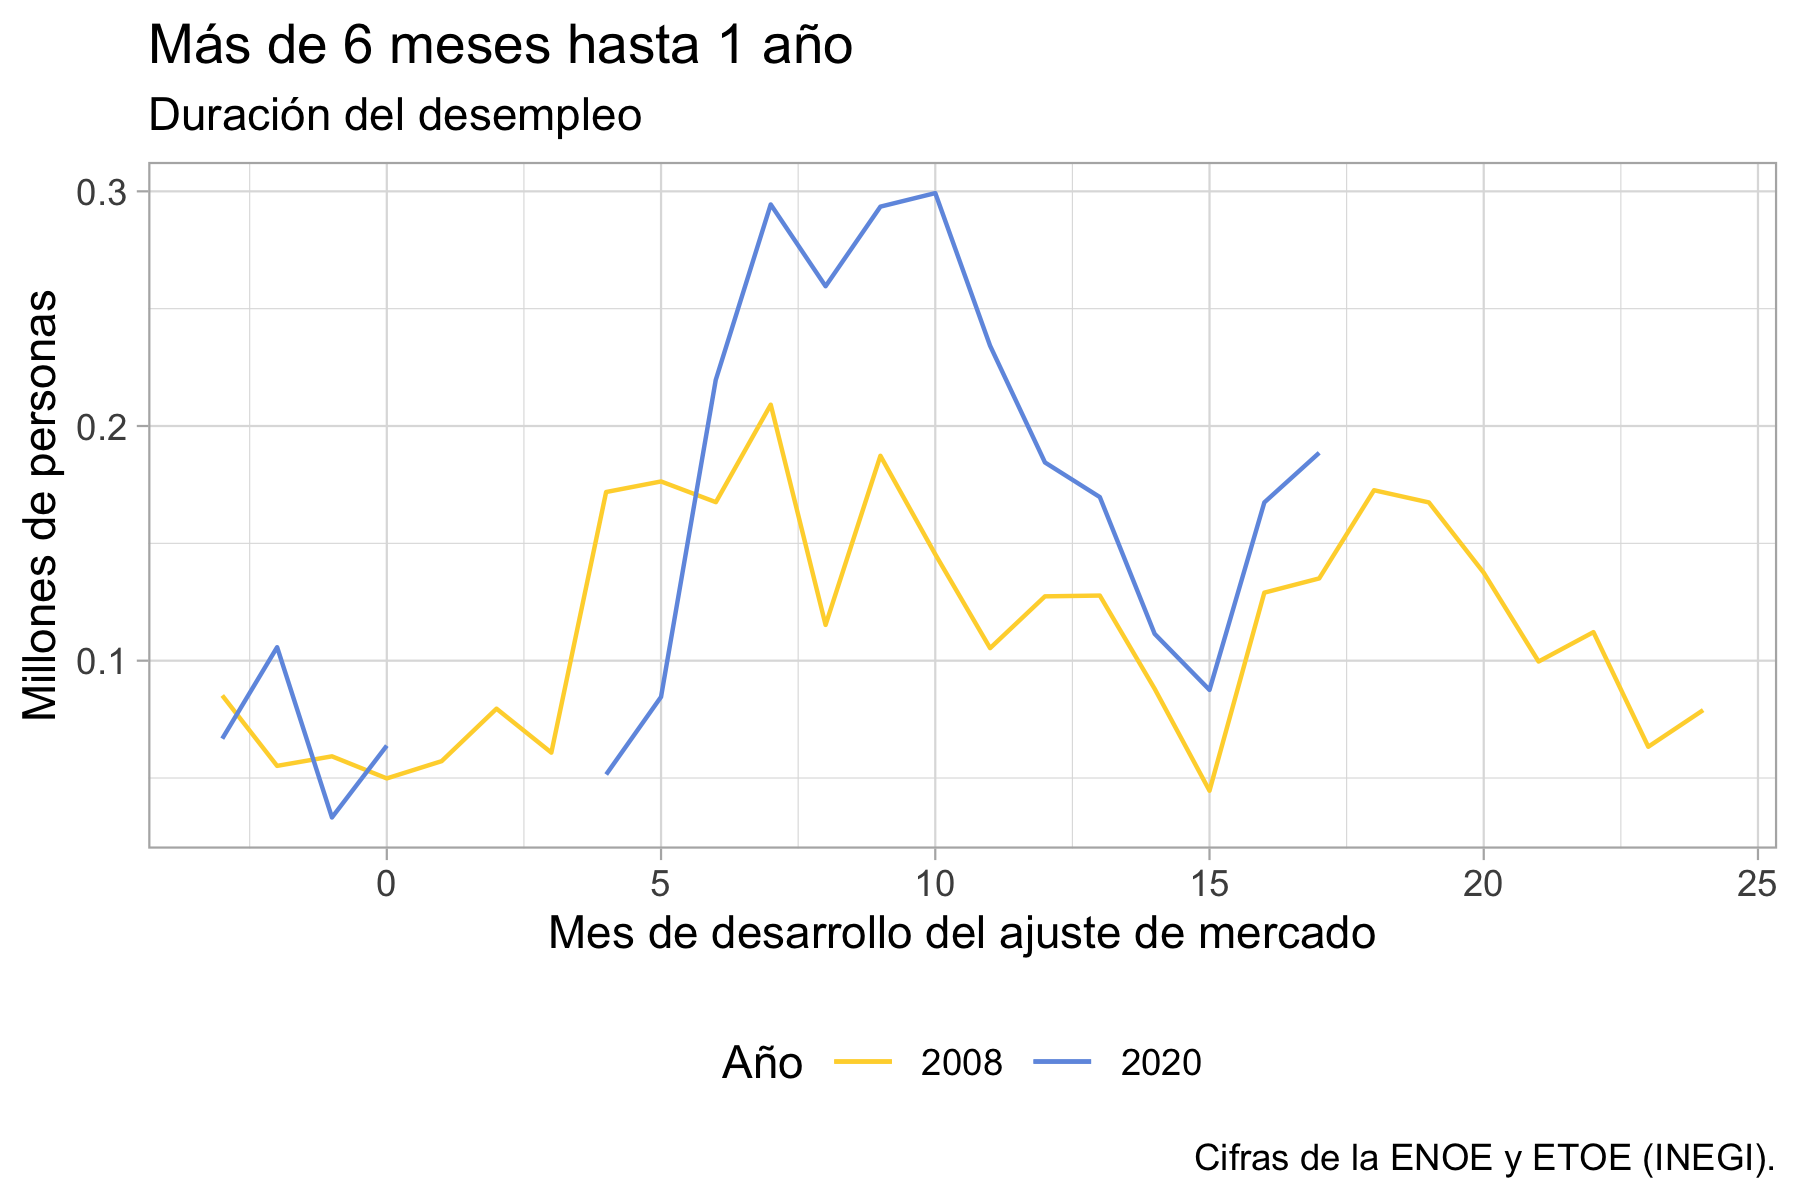 Más de 6 meses hasta 1 año
Duración del desempleo
Millones de personas
0.3
0.2
0.1
0 5 10 15 20 25
Mes de desarrollo del ajuste de mercado
Año 2008 2020
Cifras de la ENOE y ETOE (INEGI).